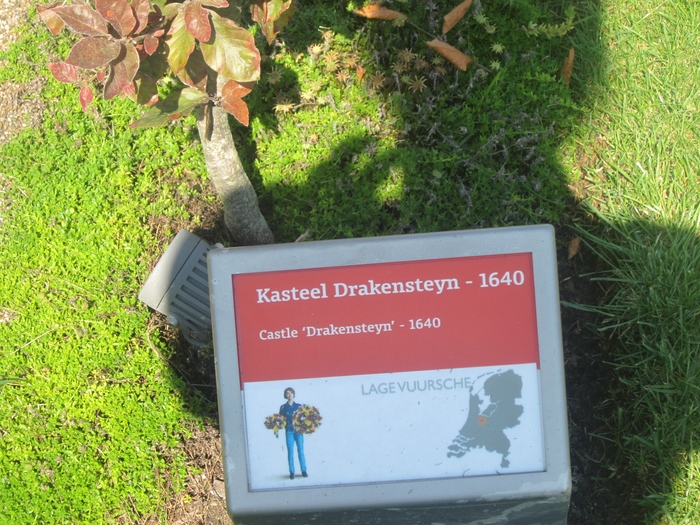 Kasteel Drakensteyn - 1640
Castle ‘Drakensteyn’ - 1640
LAGE VUURSCHE